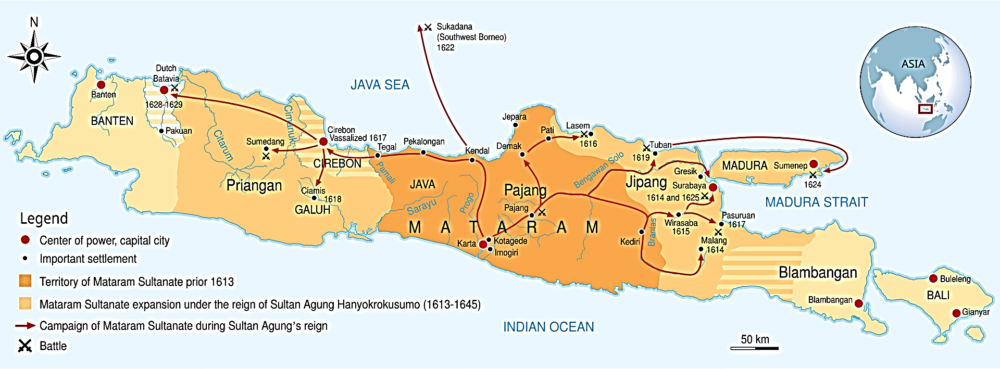 N
Sukadana
(Southwest Borneo)
1622
ASIA
JAVA SEA
Dutch
Batavia
1628-1629
Banten
BANTEN
Pakuan
Citarum
Cimanuk
Sumedang
Cirebon
Vassalized 1617
CIREBON
Tegal
Pekalongan
Kendal
Priangan
Ciamis
1618
GALUH
Pamali
JAVA
Sarayu
Progo
Jepara
Demak
Pati
Lasem
1616
Pajang
Pajang
Bengawan Solo
Tuban
1619
Jipang
Gresik
Surabaya
1614 and 1625
MADURA
Sumenep
1624
MADURA STRAIT
MATARAM
Karta
Kotagede
Imogiri
Kediri
Brantas
Wirasaba
1615
Pasuruan
1617
Malang
1614
Blambangan
Blambangan
Buleleng
BALI
Gianyar
INDIAN OCEAN
50 km
Legend
Center of power, capital city
Important settlement
Territory of Mataram Sultanate prior 1613
Mataram Sultanate expansion under the reign of Sultan Agung Hanyokrokusumo (1613-1645)
Campaign of Mataram Sultanate during Sultan Agung's reign
Battle